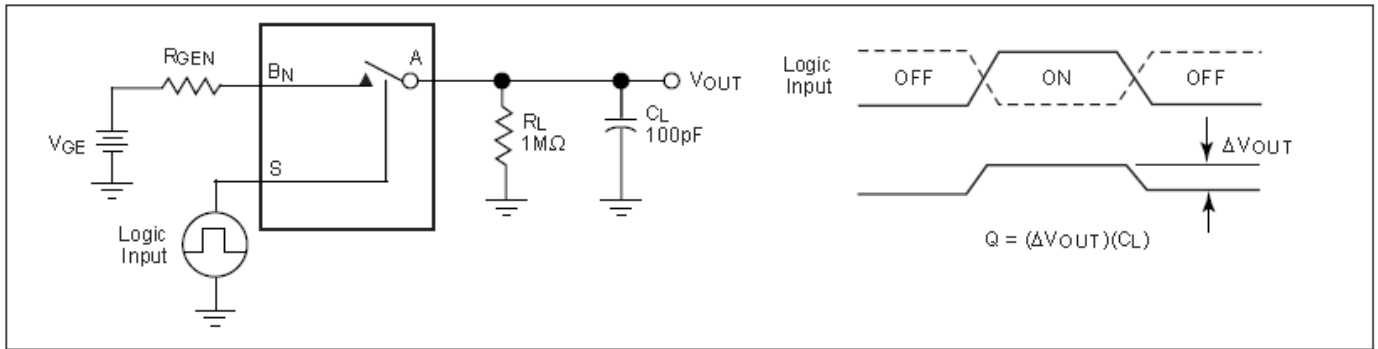 RGEN
BN
A
VOUT
RL
1MΩ
CL
100pF
VGE
S
Logic
Input
Logic
Input
OFF
ON
OFF
ΔVOUT
Q = (ΔVOUT)(CL)